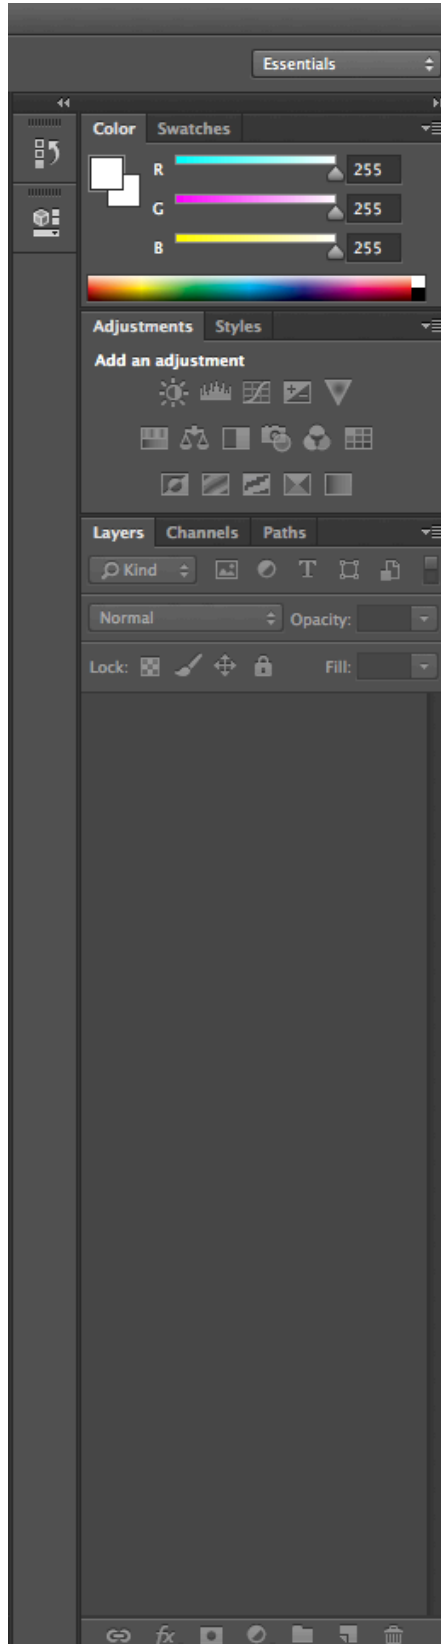 Essentials
Color Swatches
R 255
G 255
B 255
Adjustments Styles
Add an adjustment
Layers Channels Paths
Kind T
Normal Opacity:
Lock: Fill:
fx